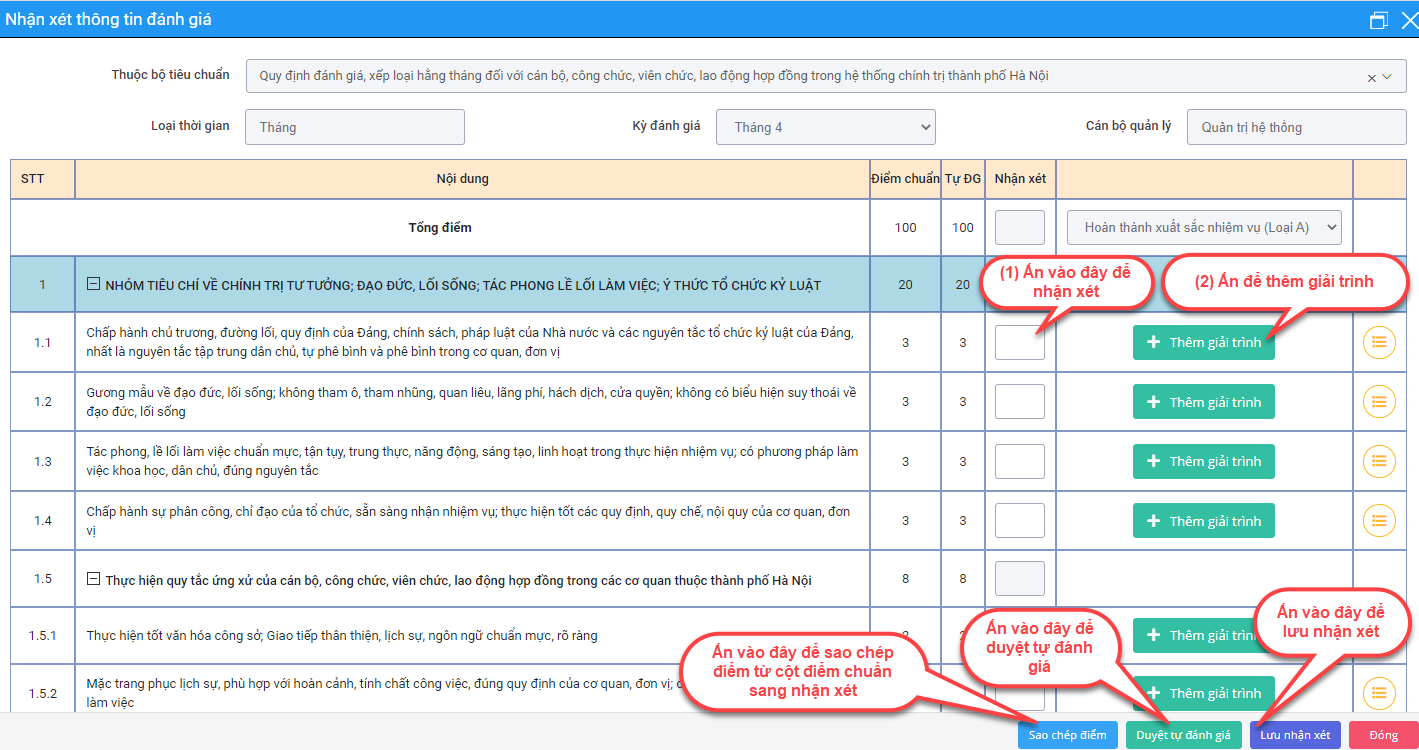 Nhận xét thông tin đánh giá
Thuộc bộ tiêu chuẩn
Quy định đánh giá, xếp loại hằng tháng đối với cán bộ, công chức, viên chức, lao động hợp đồng trong hệ thống chính trị thành phố Hà Nội
Loại thời gian
Tháng
Kỳ đánh giá
Tháng 4
Cán bộ quản lý
Quản trị hệ thống
STT
Nội dung
Điểm chuẩn
Tự ĐG
Nhận xét
Tổng điểm
100
100
Hoàn thành xuất sắc nhiệm vụ (Loại A)
1
NHÓM TIÊU CHÍ VỀ CHÍNH TRỊ TƯ TƯỞNG; ĐẠO ĐỨC, LỐI SỐNG; TÁC PHONG LỀ LỐI LÀM VIỆC; Ý THỨC TỔ CHỨC KỶ LUẬT
20
20
(1) Ấn vào đây để
nhận xét
(2) Ấn để thêm giải trình
1.1
Chấp hành chủ trương, đường lối, quy định của Đảng, chính sách, pháp luật của Nhà nước và các nguyên tắc tổ chức kỷ luật của Đảng,
nhất là nguyên tắc tập trung dân chủ, tự phê bình và phê bình trong cơ quan, đơn vị
3
3
Thêm giải trình
1.2
Gương mẫu về đạo đức, lối sống; không tham ô, tham nhũng, quan liêu, lãng phí, hách dịch, cửa quyền; không có biểu hiện suy thoái về
đạo đức, lối sống
3
3
Thêm giải trình
1.3
Tác phong, lề lối làm việc chuẩn mực, tận tụy, trung thực, năng động, sáng tạo, linh hoạt trong thực hiện nhiệm vụ; có phương pháp làm
việc khoa học, dân chủ, đúng nguyên tắc
3
3
Thêm giải trình
1.4
Chấp hành sự phân công, chỉ đạo của tổ chức, sẵn sàng nhận nhiệm vụ; thực hiện tốt các quy định, quy chế, nội quy của cơ quan, đơn
vị
3
3
Thêm giải trình
1.5
Thực hiện quy tắc ứng xử của cán bộ, công chức, viên chức, lao động hợp đồng trong các cơ quan thuộc thành phố Hà Nội
8
8
1.5.1
Thực hiện tốt văn hóa công sở; Giao tiếp thân thiện, lịch sự, ngôn ngữ chuẩn mực, rõ ràng
Thêm giải
Ấn vào đây để sao chép
điểm từ cột điểm chuẩn
sang nhận xét
Ấn vào đây để
duyệt tự đánh
giá
Ấn vào đây để
lưu nhận xét
1.5.2
Mặc trang phục lịch sự, phù hợp với hoàn cảnh, tính chất công việc, đúng quy định của cơ quan, đơn vị;
làm việc
Thêm giải trình
Sao chép điểm
Duyệt tự đánh giá
Lưu nhận xét
Đóng